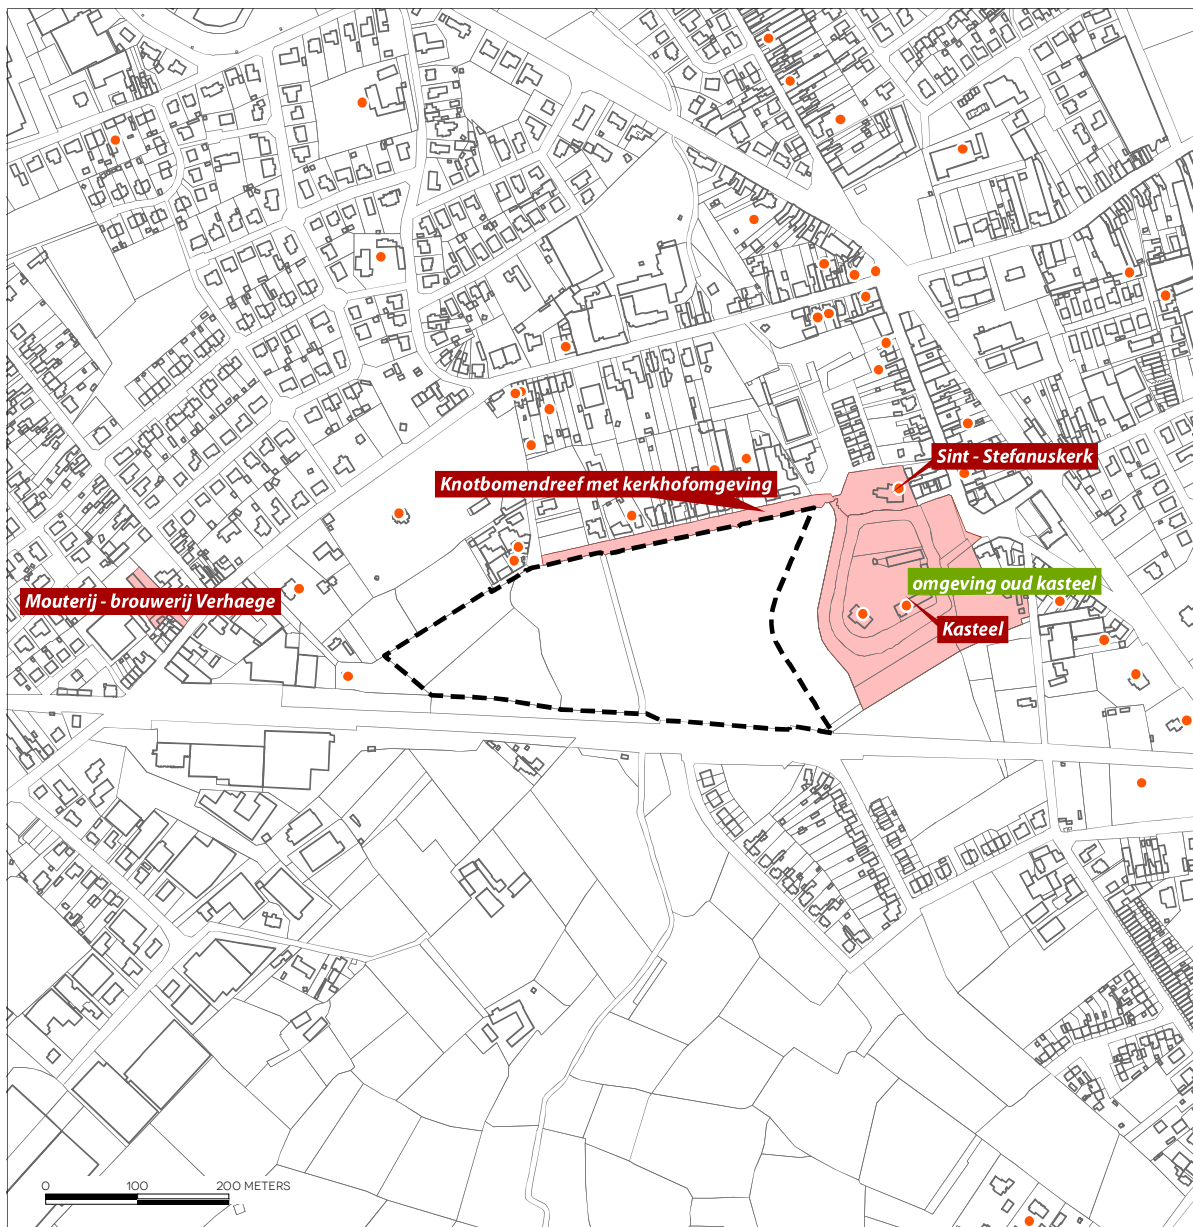 Sint - Stefanuskerk
Knotbomendreef met kerkhofomgeving
omgeving oud kasteel
Mouterij - brouwerij Verhaege
Kasteel
0 100 200 METERS